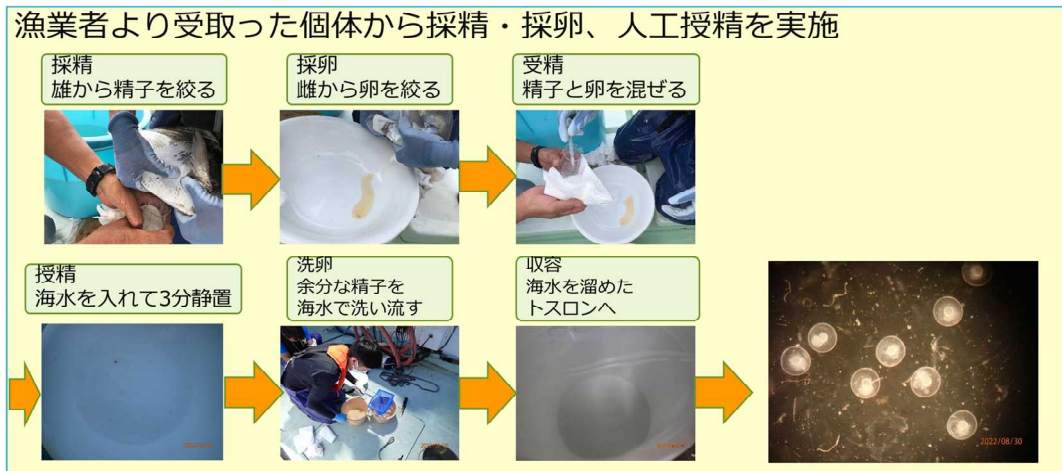 漁業者より受取った個体から採精・採卵、人工授精を実施
採精
雄から精子を絞る
採卵
雌から卵を絞る
受精
精子と卵を混ぜる
授精
海水を入れて3分静置
洗卵
余分な精子を
海水で洗い流す
収容
海水を溜めた
トスロンへ
2022/08/30